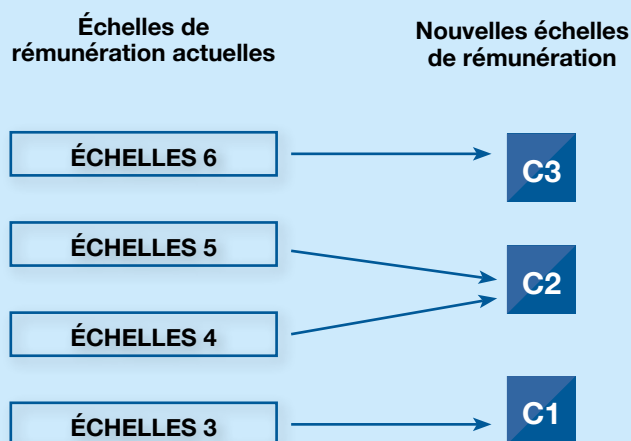 Échelles de
rémunération actuelles
Nouvelles échelles
de rémunération
ÉCHELLES 6
C3
ÉCHELLES 5
C2
ÉCHELLES 4
ÉCHELLES 3
C1